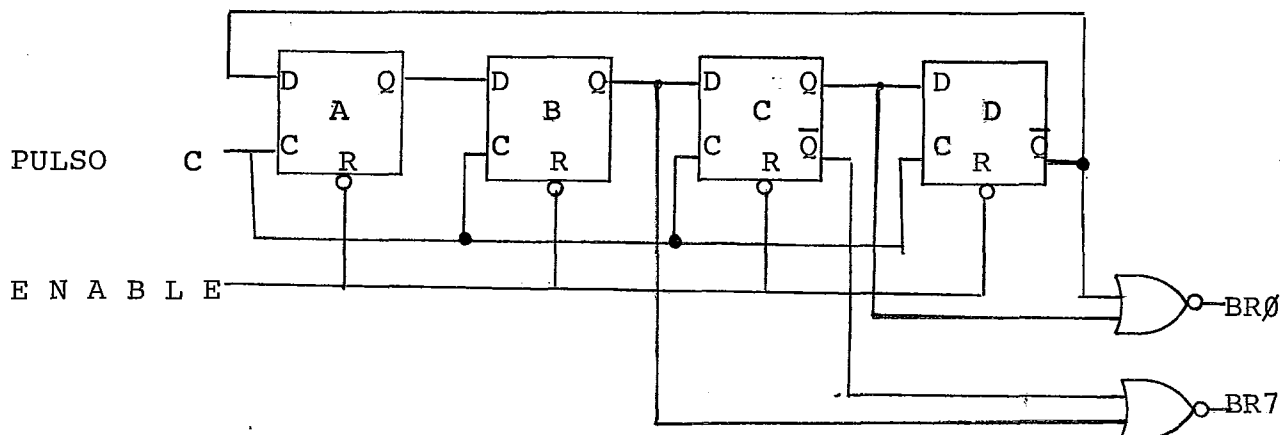 D Q D Q D Q D
A B C D
C R C R C R Q̅ C R Q̅
PULSO C
E N A B L E
BRØ
BR7